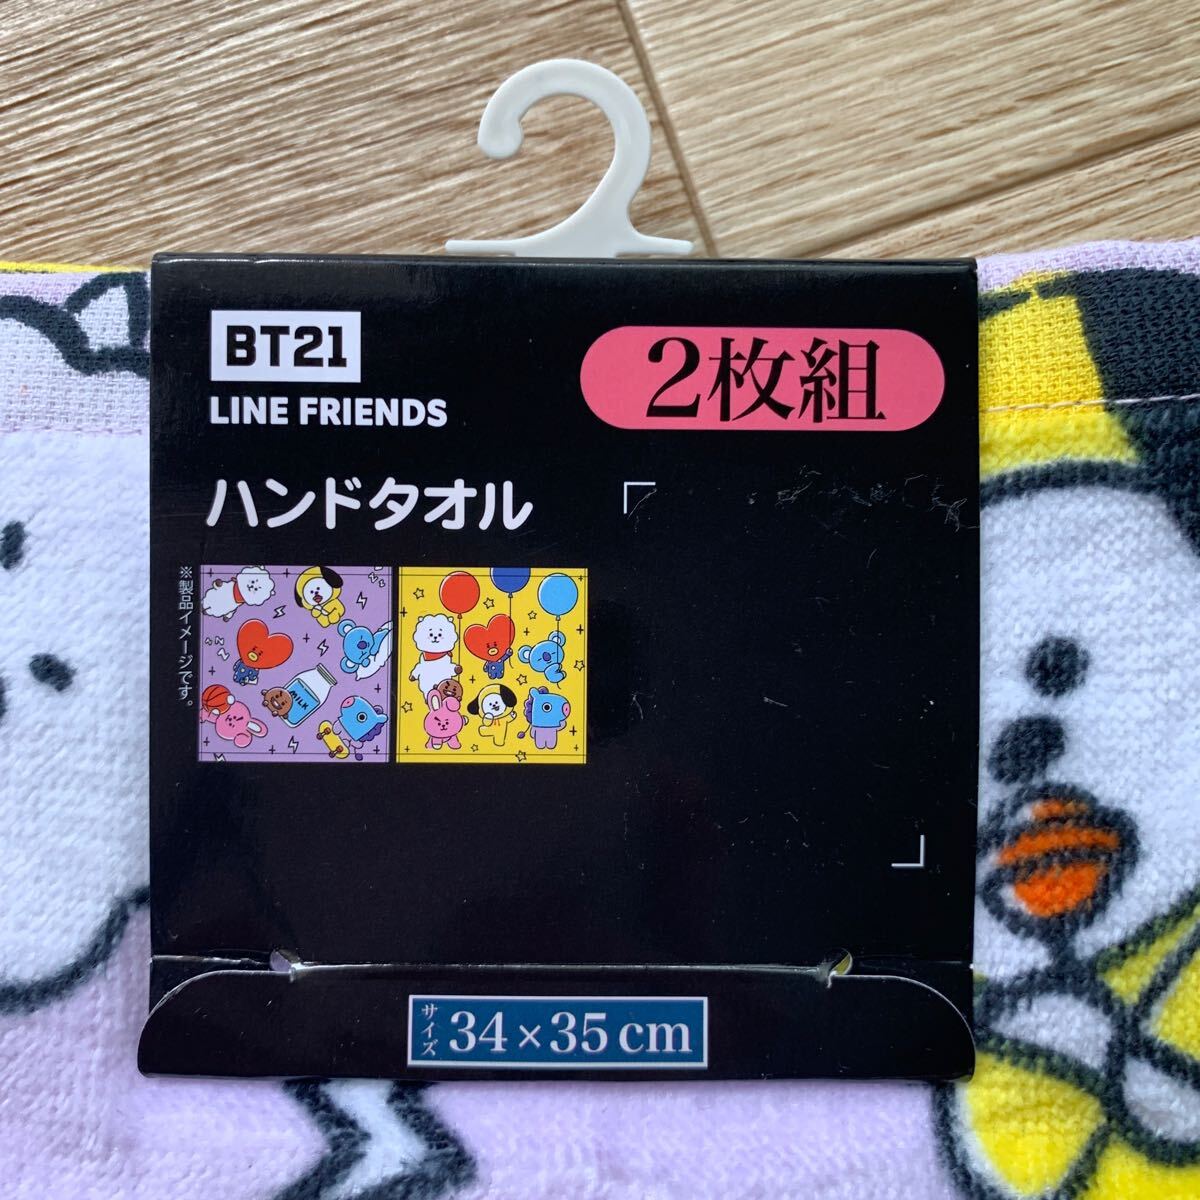 BT21
LINE FRIENDS
2枚組
ハンドタオル
※製品イメージです。
MILK
サイズ 34×35cm